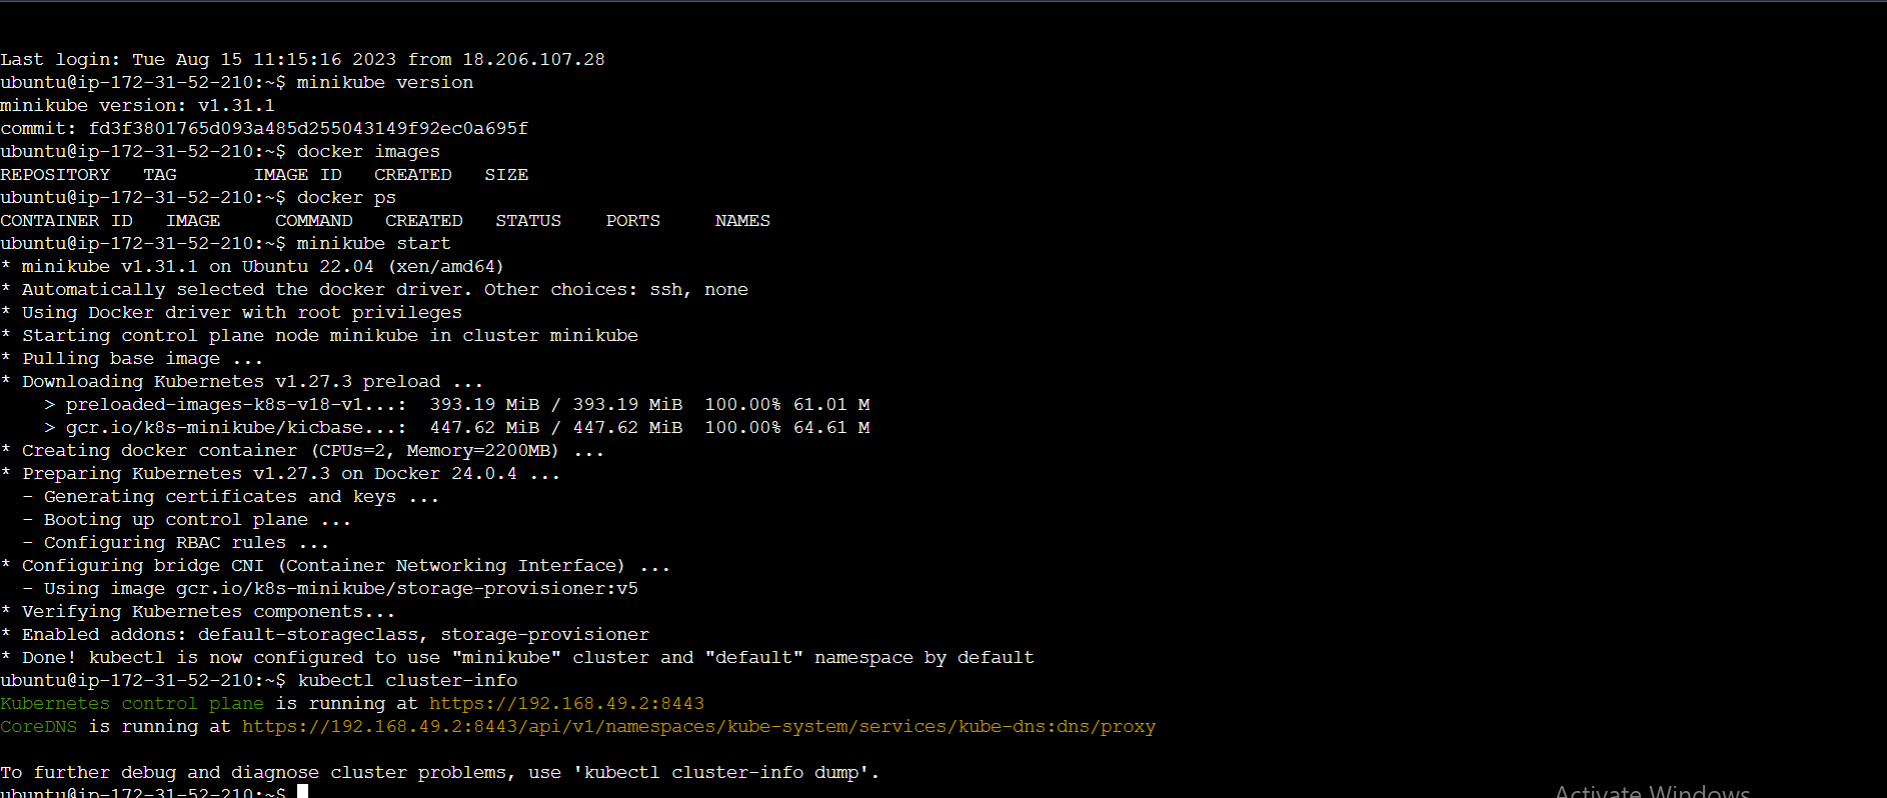 Last login: Tue Aug 15 11:15:16 2023 from 18.206.107.28
ubuntu@ip-172-31-52-210:~$ minikube version
minikube version: v1.31.1
commit: fd3f3801765d093a485d255043149f92ec0a695f
ubuntu@ip-172-31-52-210:~$ docker images
REPOSITORY   TAG       IMAGE ID   CREATED   SIZE
ubuntu@ip-172-31-52-210:~$ docker ps
CONTAINER ID   IMAGE     COMMAND   CREATED   STATUS    PORTS     NAMES
ubuntu@ip-172-31-52-210:~$ minikube start
* minikube v1.31.1 on Ubuntu 22.04 (xen/amd64)
* Automatically selected the docker driver. Other choices: ssh, none
* Using Docker driver with root privileges
* Starting control plane node minikube in cluster minikube
* Pulling base image ...
* Downloading Kubernetes v1.27.3 preload ...
    > preloaded-images-k8s-v18-v1...:  393.19 MiB / 393.19 MiB  100.00% 61.01 M
    > gcr.io/k8s-minikube/kicbase...:  447.62 MiB / 447.62 MiB  100.00% 64.61 M
* Creating docker container (CPUs=2, Memory=2200MB) ...
* Preparing Kubernetes v1.27.3 on Docker 24.0.4 ...
  - Generating certificates and keys ...
  - Booting up control plane ...
  - Configuring RBAC rules ...
* Configuring bridge CNI (Container Networking Interface) ...
  - Using image gcr.io/k8s-minikube/storage-provisioner:v5
* Verifying Kubernetes components...
* Enabled addons: default-storageclass, storage-provisioner
* Done! kubectl is now configured to use "minikube" cluster and "default" namespace by default
ubuntu@ip-172-31-52-210:~$ kubectl cluster-info
Kubernetes control plane is running at https://192.168.49.2:8443
CoreDNS is running at https://192.168.49.2:8443/api/v1/namespaces/kube-system/services/kube-dns:dns/proxy

To further debug and diagnose cluster problems, use 'kubectl cluster-info dump'.
ubuntu@ip-172-31-52-210:~$
Activate Windows